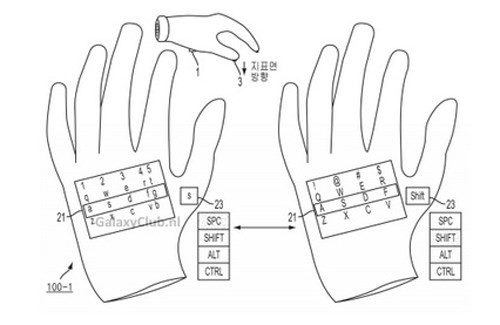 1
3
지표면
방향
1 2 3 4 5
q w e r t
a s d f g
z x c v b
s
21
23
SPC
SHIFT
ALT
CTRL
100-1
GalaxyClub.nl
! @ # $
Q W E R
A S D F
Z X C V
Shift
21
23
SPC
SHIFT
ALT
CTRL